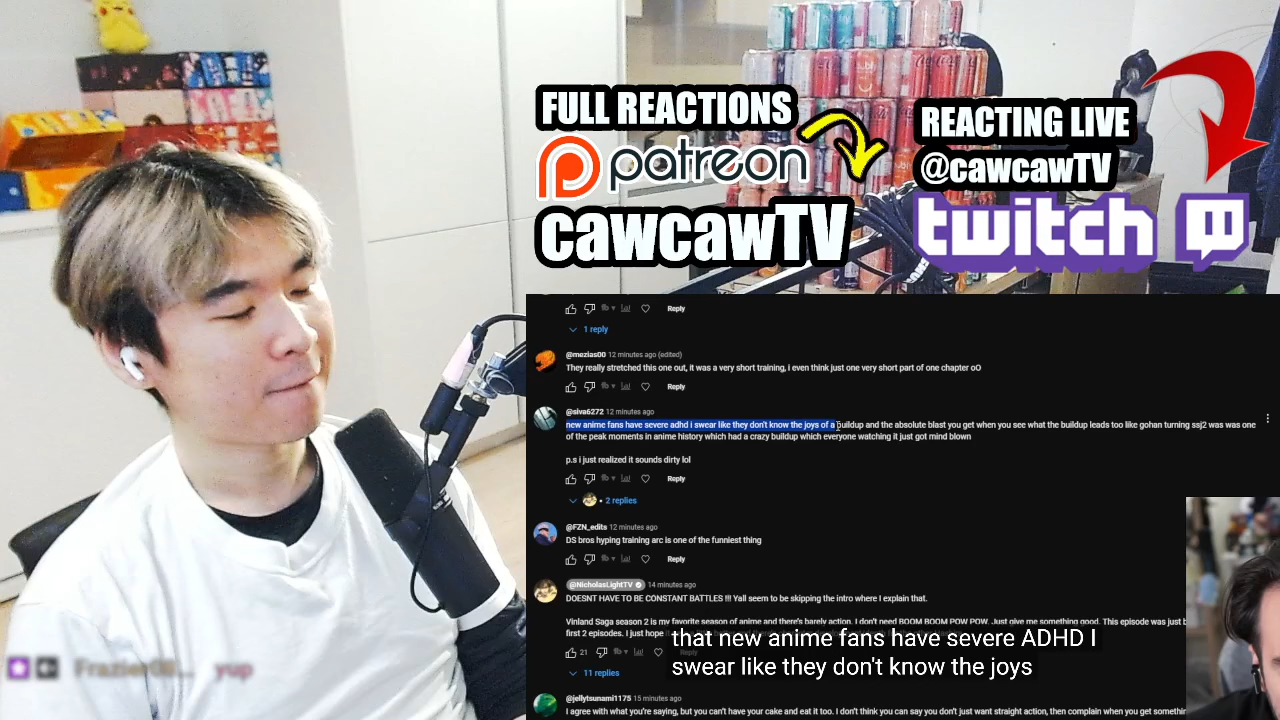 FULL REACTIONS
patreon
cawcawTV
REACTING LIVE
@cawcawTV
twitch
Reply
1 reply
@mezias00 12 minutes ago (edited)
They really stretched this one out, it was a very short training, i even think just one very short part of one chapter oO
Reply
@siva6272 12 minutes ago
new anime fans have severe adhd i swear like they don't know the joys of a buildup and the absolute blast you get when you see what the buildup leads too like gohan turning ssj2 was was one
of the peak moments in anime history which had a crazy buildup which everyone watching it just got mind blown
p.s i just realized it sounds dirty lol
Reply
2 replies
@FZN_edits 12 minutes ago
DS bros hyping training arc is one of the funniest thing
Reply
@NicholasLightTV 14 minutes ago
DOESNT HAVE TO BE CONSTANT BATTLES !!! Yall seem to be skipping the intro where I explain that.
Vinland Saga season 2 is my favorite season of anime and there's barely action. I don't need BOOM BOOM POW POW. Just give me something good. This episode was just b
first 2 episodes. I just hope
that new anime fans have severe ADHD I
swear like they don't know the joys
21
Reply
11 replies
@jellytsunami1175 15 minutes ago
I agree with what you're saying, but you can't have your cake and eat it too. I don't think you can say you don't just want straight action, then complain when you get somethin
yup